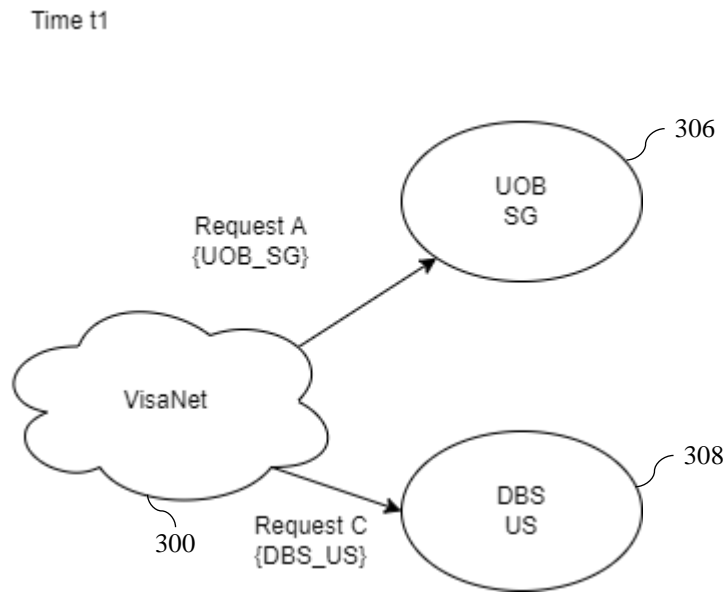 Time t1
306
UOB
SG
Request A
{UOB_SG}
VisaNet
308
DBS
US
300
Request C
{DBS_US}